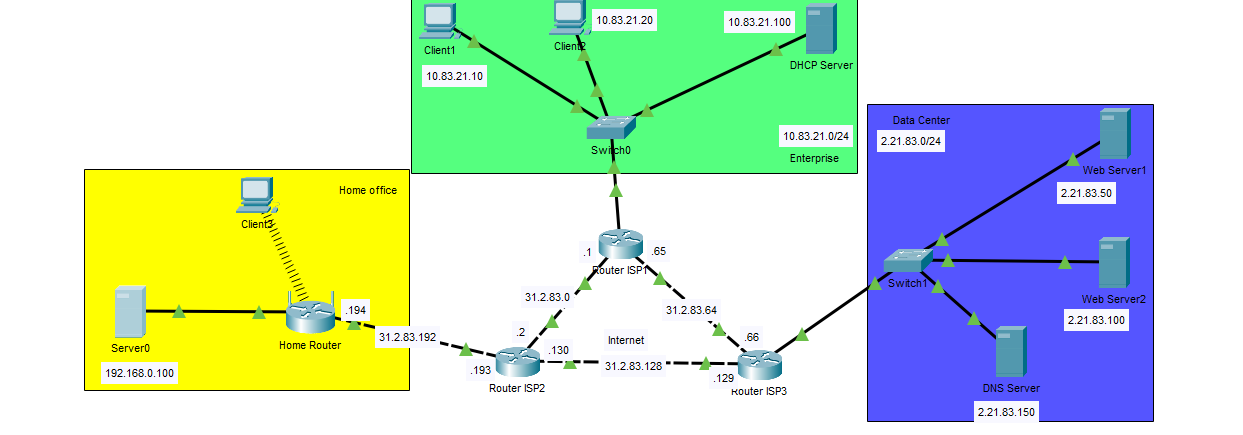 Client1
10.83.21.10
Client2
10.83.21.20
10.83.21.100
DHCP Server
Switch0
10.83.21.0/24
Enterprise
Data Center
2.21.83.0/24
Web Server1
2.21.83.50
Switch1
Web Server2
2.21.83.100
DNS Server
2.21.83.150
Home office
Client3
Server0
192.168.0.100
Home Router
.194
31.2.83.192
.193
.1
.65
Router ISP1
31.2.83.0
31.2.83.64
.2
.66
Internet
.130
31.2.83.128
.129
Router ISP2
Router ISP3